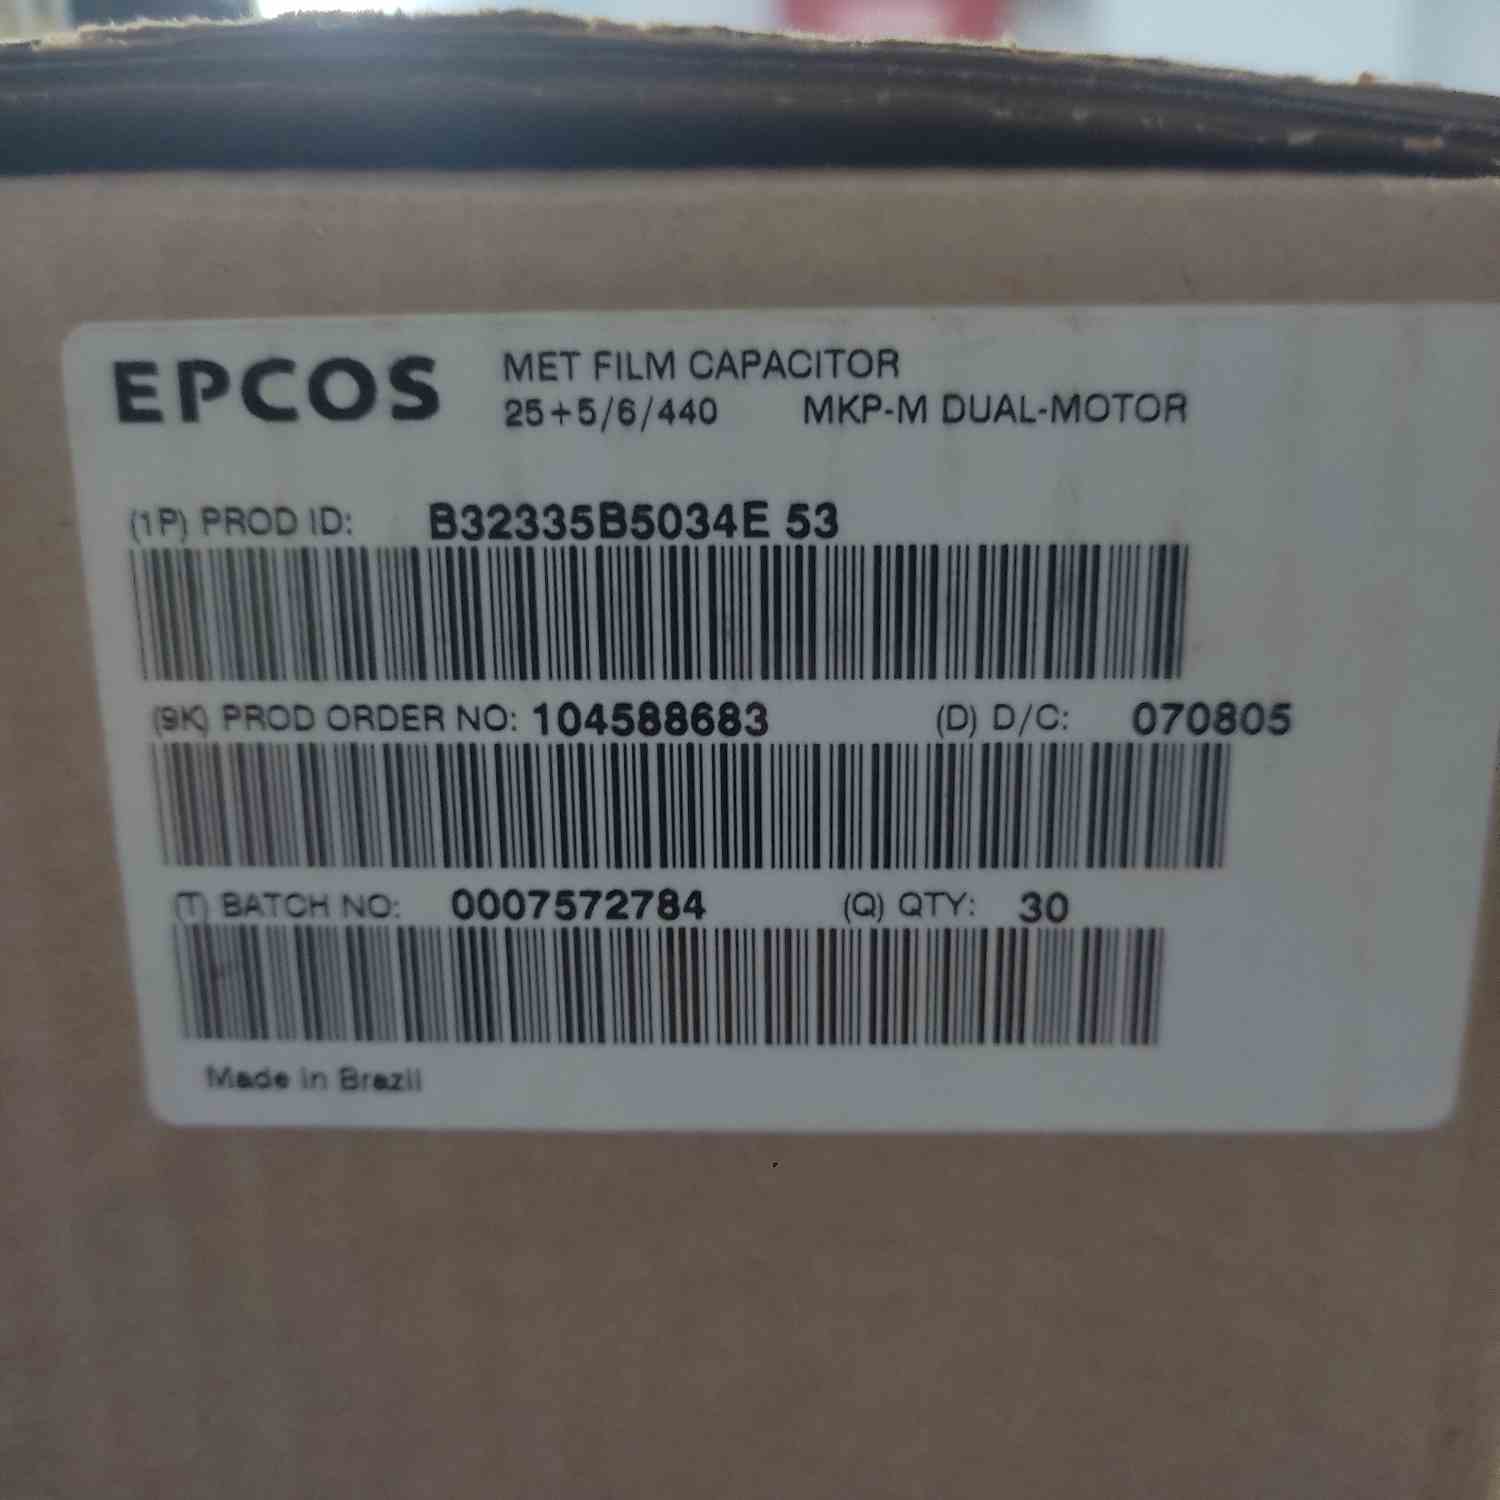 EPCOS
MET FILM CAPACITOR
25+5/6/440 MKP-M DUAL-MOTOR
(1P) PROD ID: B32335B5034E 53
(9K) PROD ORDER NO: 104588683 (D) D/C: 070805
(T) BATCH NO: 0007572784 (Q) QTY: 30
Made in Brazil